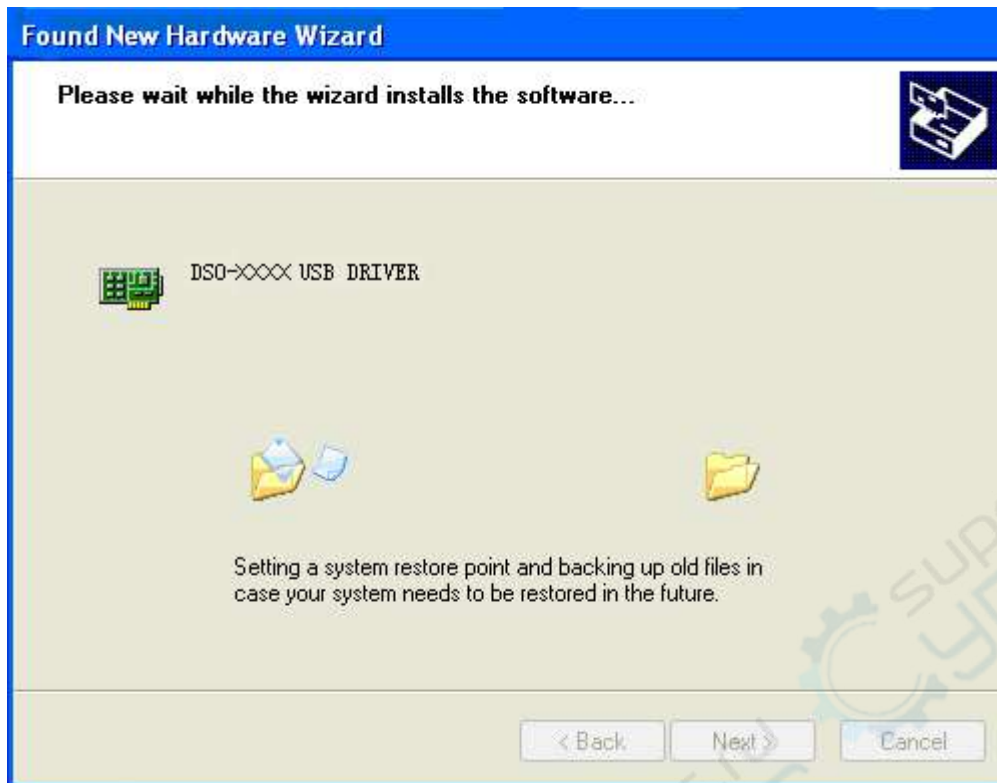 Found New Hardware Wizard
Please wait while the wizard installs the software...
DSO-XXXX USB DRIVER
Setting a system restore point and backing up old files in
case your system needs to be restored in the future.
< Back
Next >
Cancel